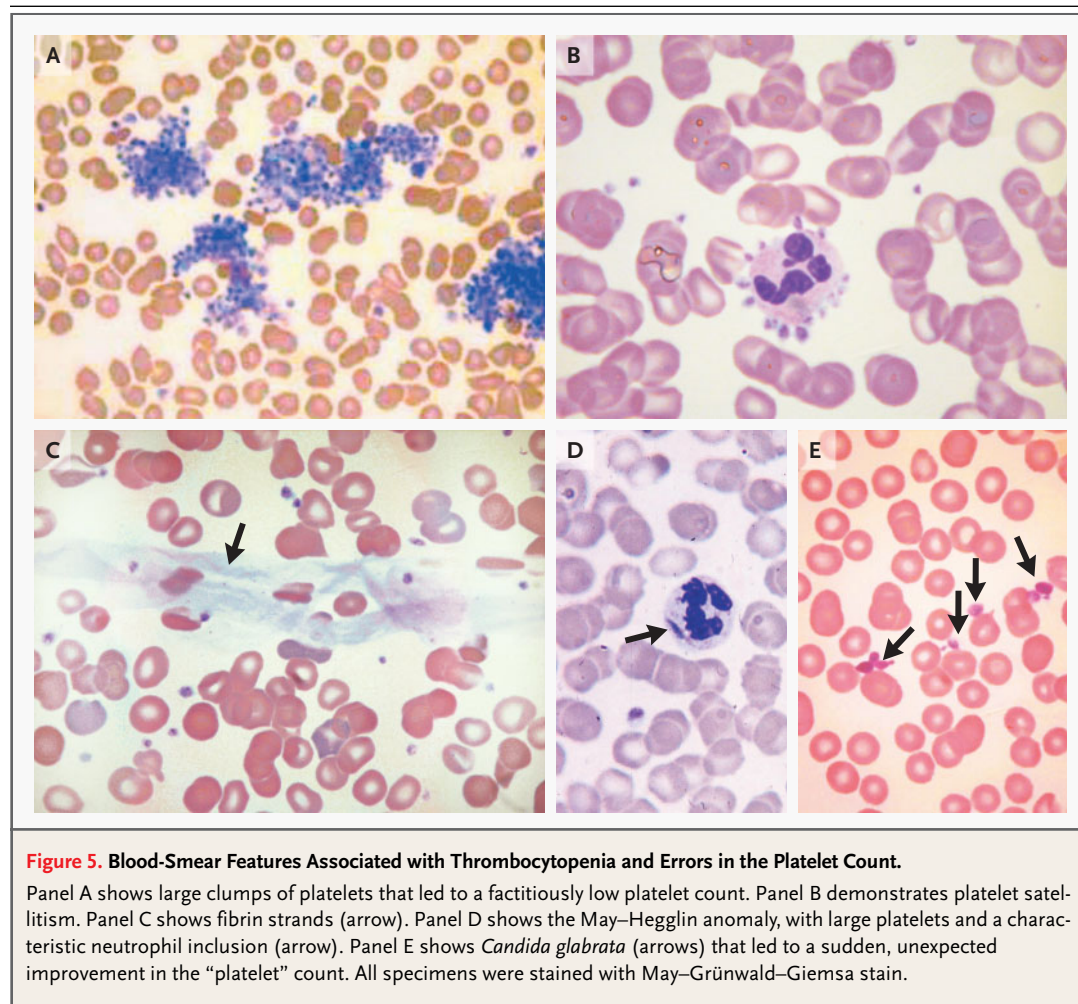 A
B
C
D
E
Figure 5. Blood-Smear Features Associated with Thrombocytopenia and Errors in the Platelet Count.
Panel A shows large clumps of platelets that led to a factitiously low platelet count. Panel B demonstrates platelet satel-
litism. Panel C shows fibrin strands (arrow). Panel D shows the May–Hegglin anomaly, with large platelets and a charac-
teristic neutrophil inclusion (arrow). Panel E shows Candida glabrata (arrows) that led to a sudden, unexpected
improvement in the “platelet” count. All specimens were stained with May–Grünwald–Giemsa stain.